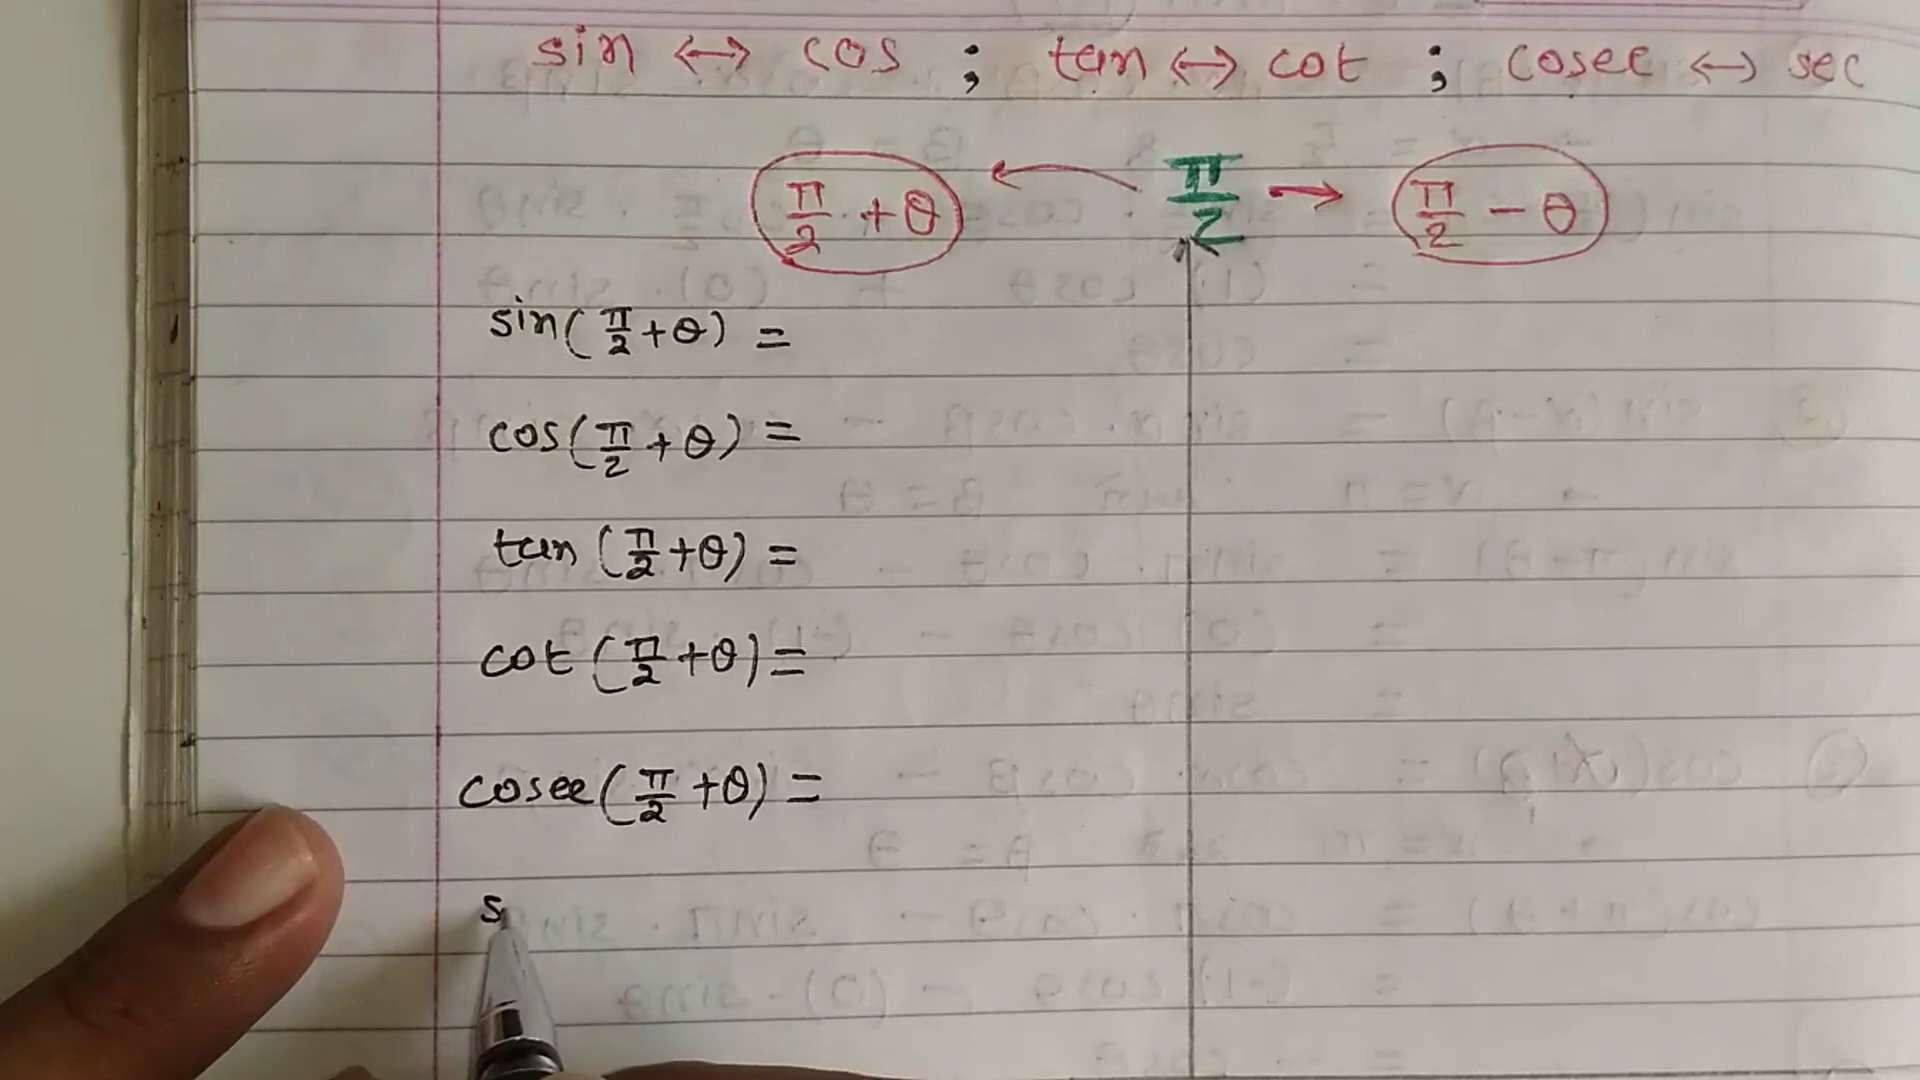 sin ↔ cos ; tan ↔ cot ; cosec ↔ sec
π/2 + θ ← π/2 → π/2 − θ
sin(π/2 + θ) =
cos(π/2 + θ) =
tan (π/2 + θ) =
cot (π/2 + θ) =
cosec (π/2 + θ) =
s